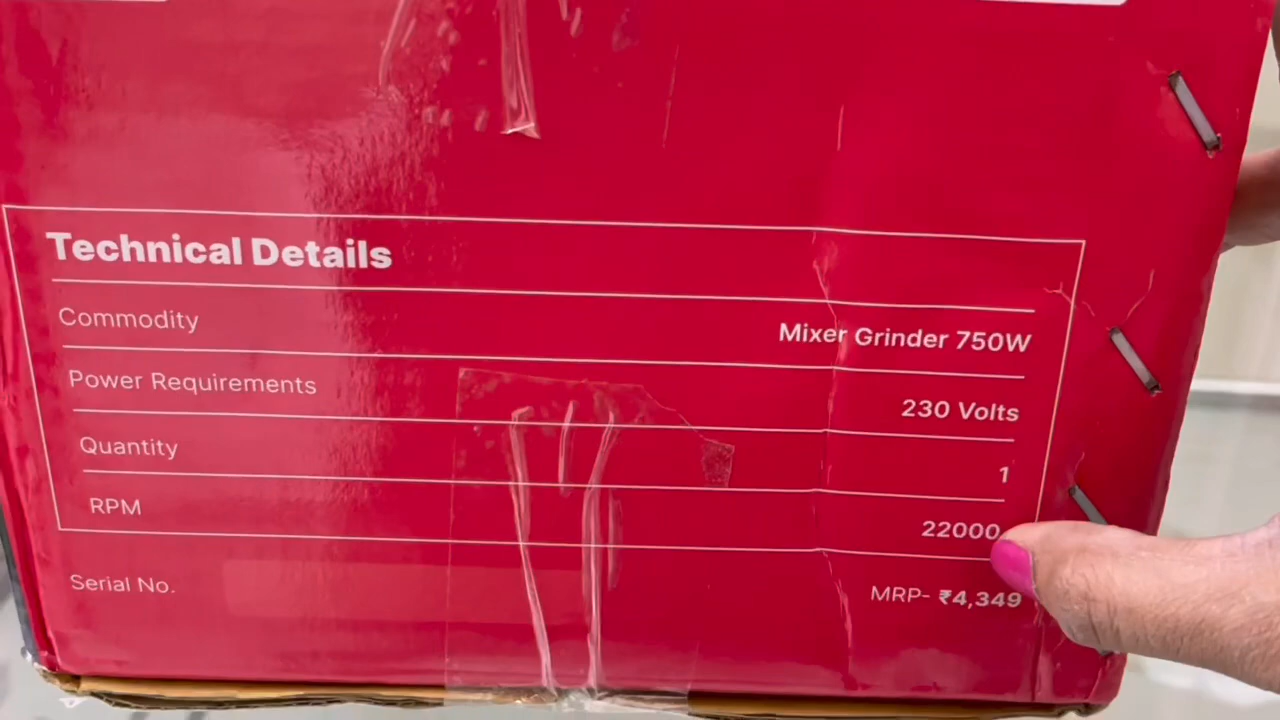 Technical Details
Commodity Mixer Grinder 750W
Power Requirements 230 Volts
Quantity 1
RPM 22000
Serial No. MRP- ₹4,349